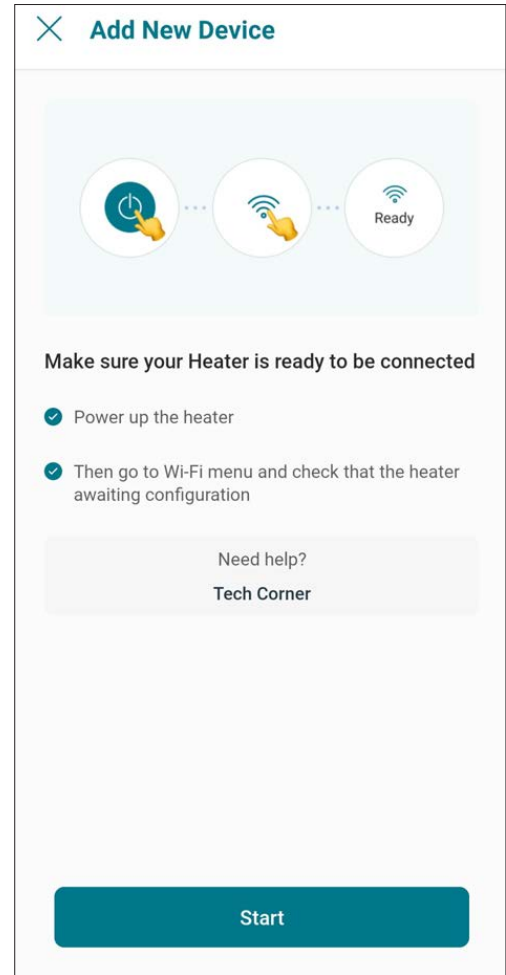 Add New Device
Ready
Make sure your Heater is ready to be connected
Power up the heater
Then go to Wi-Fi menu and check that the heater
awaiting configuration
Need help?
Tech Corner
Start